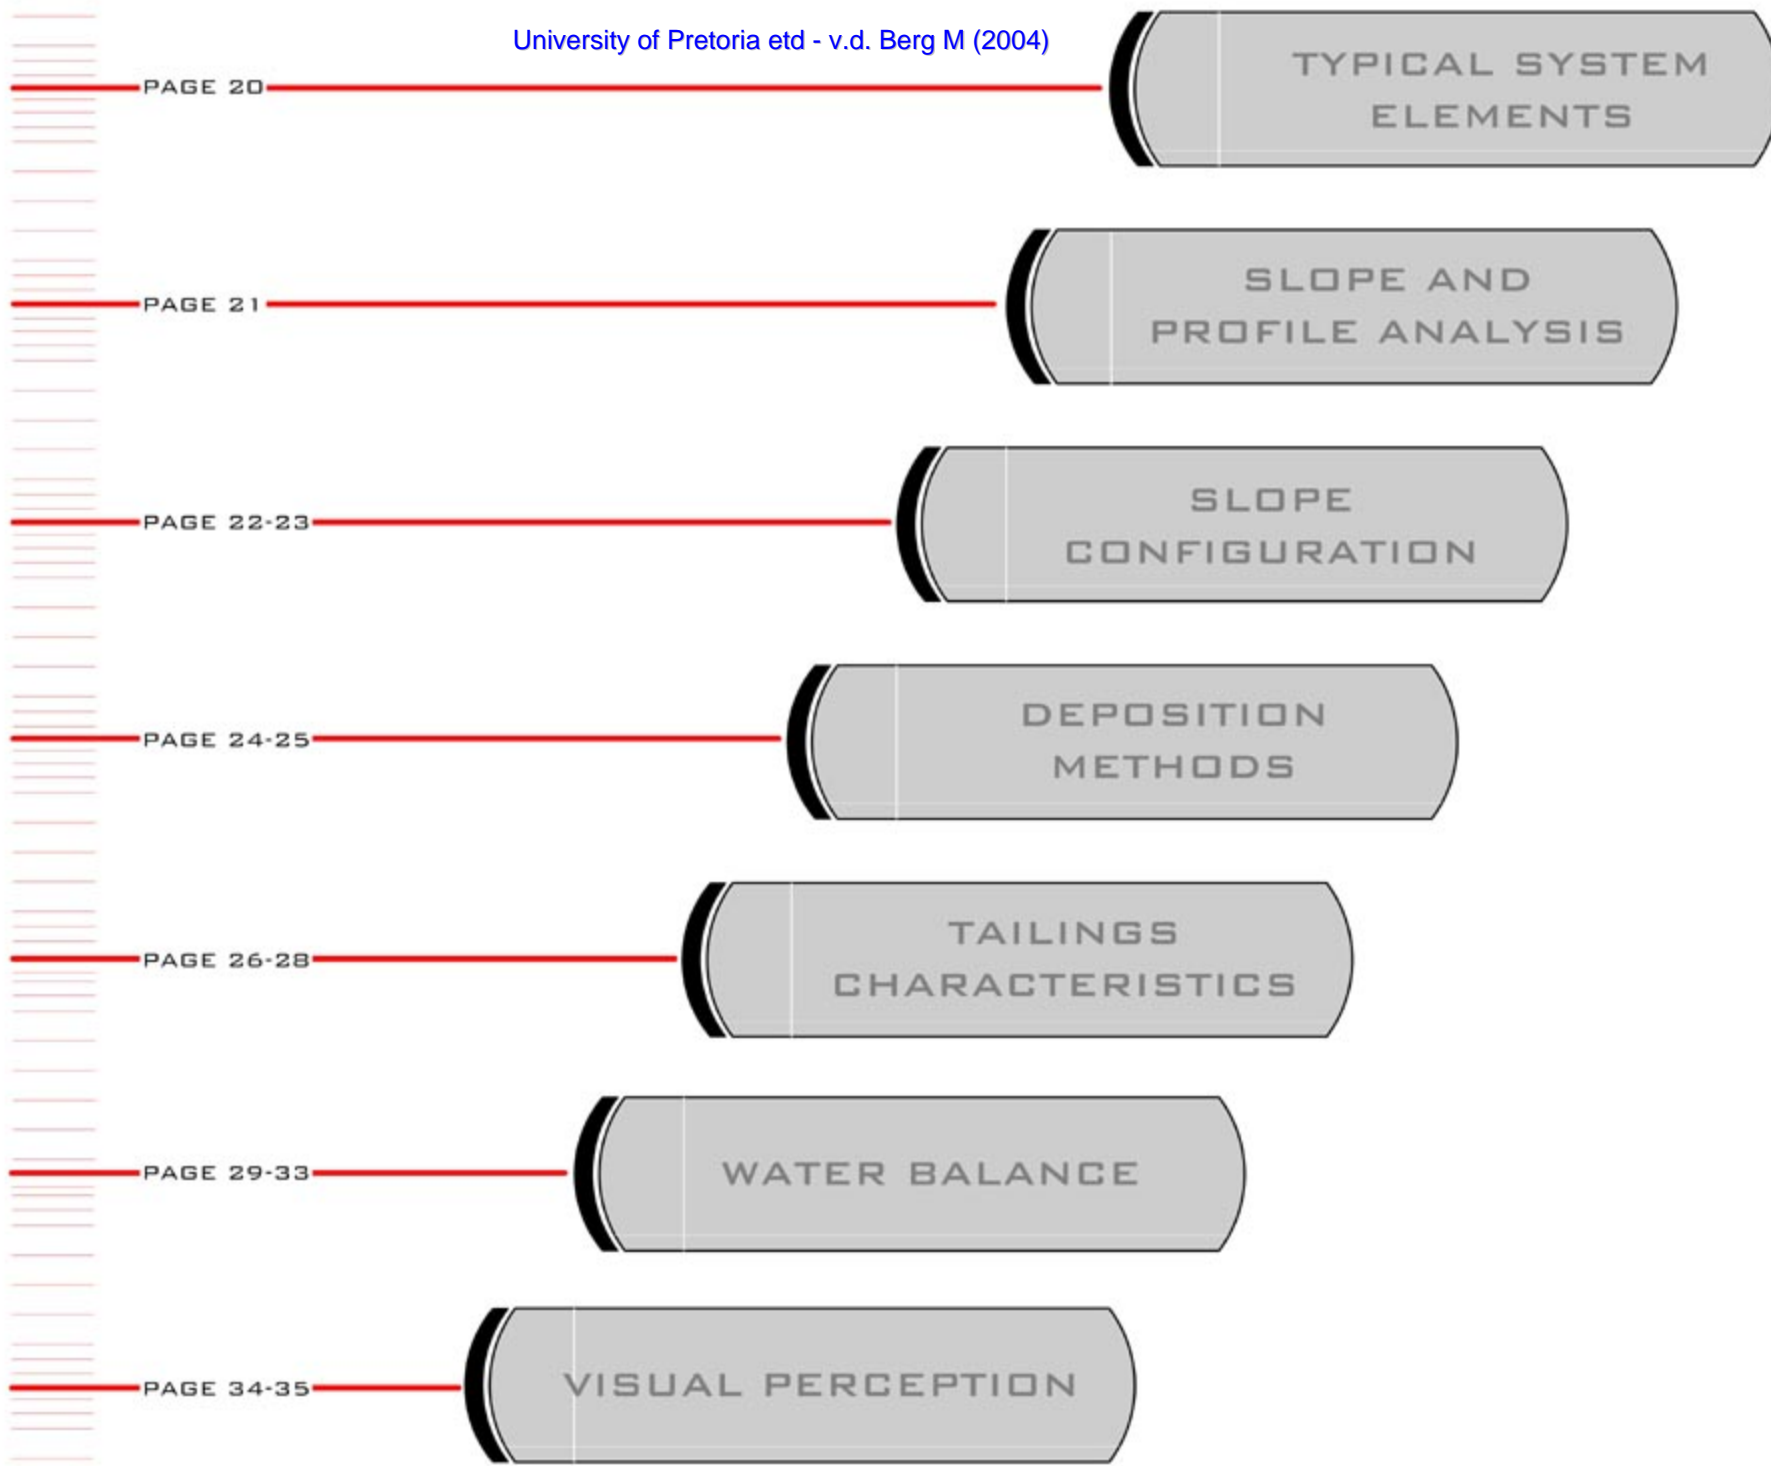 University of Pretoria etd - v.d. Berg M (2004)
PAGE 20
TYPICAL SYSTEM
ELEMENTS
PAGE 21
SLOPE AND
PROFILE ANALYSIS
PAGE 22-23
SLOPE
CONFIGURATION
PAGE 24-25
DEPOSITION
METHODS
PAGE 26-28
TAILINGS
CHARACTERISTICS
PAGE 29-33
WATER BALANCE
PAGE 34-35
VISUAL PERCEPTION